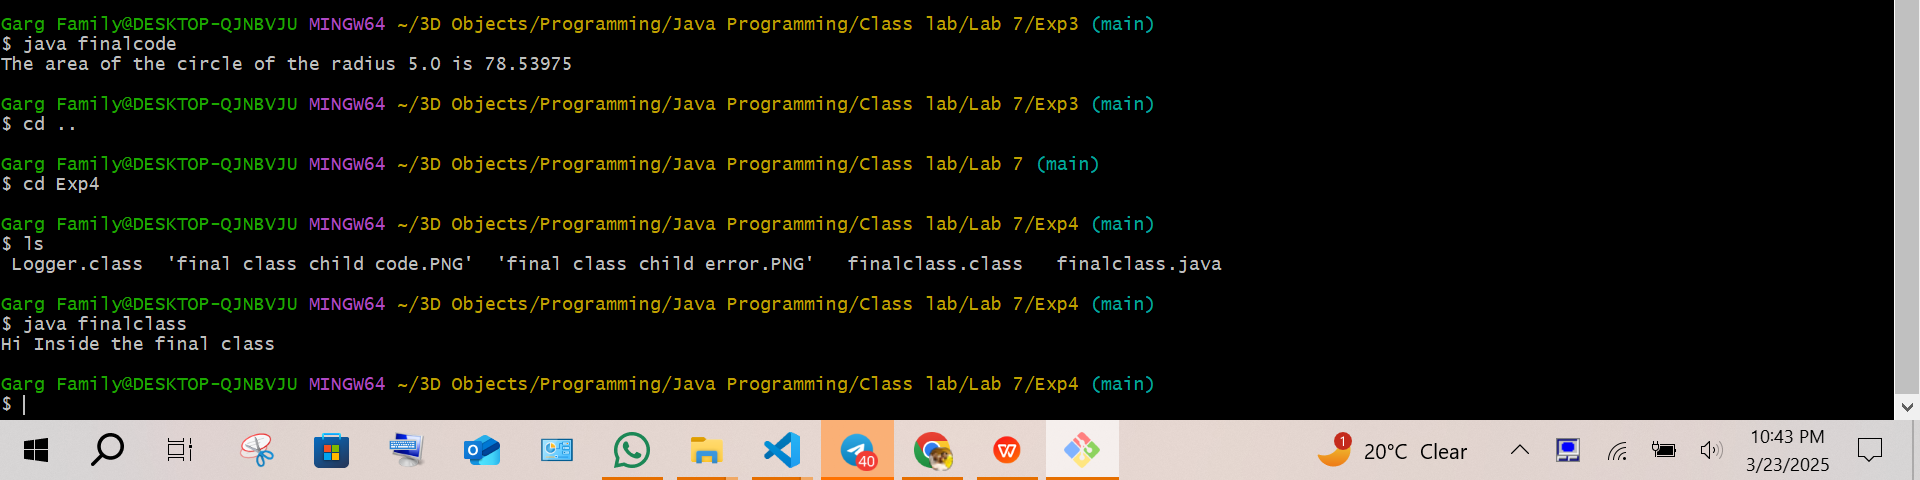 Garg Family@DESKTOP-QJNBVJU MINGW64 ~/3D Objects/Programming/Java Programming/Class lab/Lab 7/Exp3 (main)
$ java finalcode
The area of the circle of the radius 5.0 is 78.53975
Garg Family@DESKTOP-QJNBVJU MINGW64 ~/3D Objects/Programming/Java Programming/Class lab/Lab 7/Exp3 (main)
$ cd ..
Garg Family@DESKTOP-QJNBVJU MINGW64 ~/3D Objects/Programming/Java Programming/Class lab/Lab 7 (main)
$ cd Exp4
Garg Family@DESKTOP-QJNBVJU MINGW64 ~/3D Objects/Programming/Java Programming/Class lab/Lab 7/Exp4 (main)
$ ls
Logger.class  'final class child code.PNG'  'final class child error.PNG'   finalclass.class   finalclass.java
Garg Family@DESKTOP-QJNBVJU MINGW64 ~/3D Objects/Programming/Java Programming/Class lab/Lab 7/Exp4 (main)
$ java finalclass
Hi Inside the final class
Garg Family@DESKTOP-QJNBVJU MINGW64 ~/3D Objects/Programming/Java Programming/Class lab/Lab 7/Exp4 (main)
$
40
W
1
20°C Clear
10:43 PM
3/23/2025